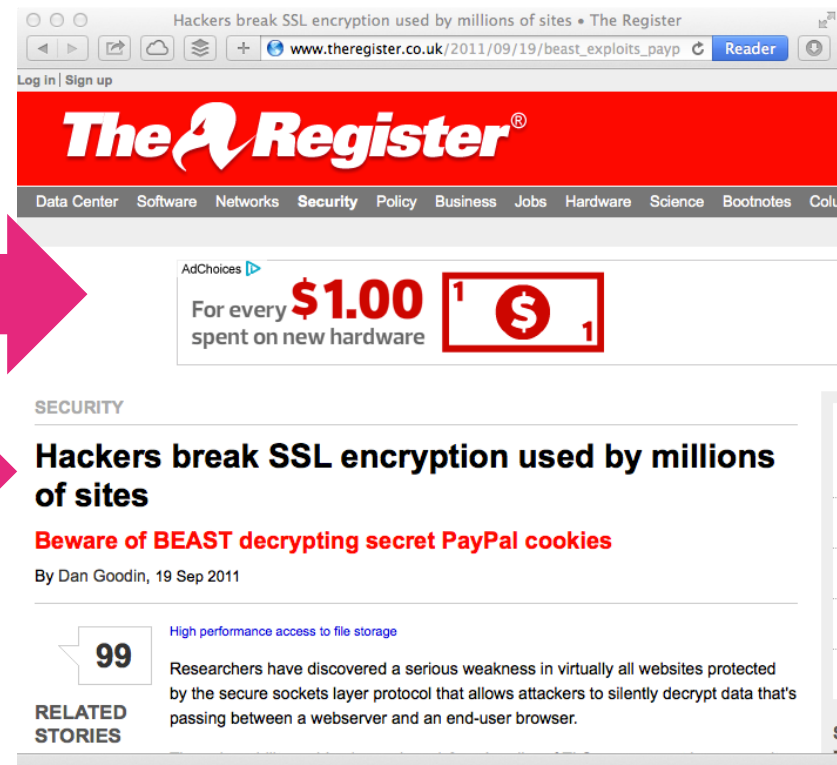 Hackers break SSL encryption used by millions of sites • The Register
www.theregister.co.uk/2011/09/19/beast_exploits_payp
Reader
Log in | Sign up
The Register®
Data Center Software Networks Security Policy Business Jobs Hardware Science Bootnotes Colu
AdChoices
For every $1.00
spent on new hardware
1 $ 1
SECURITY
Hackers break SSL encryption used by millions
of sites
Beware of BEAST decrypting secret PayPal cookies
By Dan Goodin, 19 Sep 2011
99
High performance access to file storage
Researchers have discovered a serious weakness in virtually all websites protected
by the secure sockets layer protocol that allows attackers to silently decrypt data that's
passing between a webserver and an end-user browser.
RELATED
STORIES